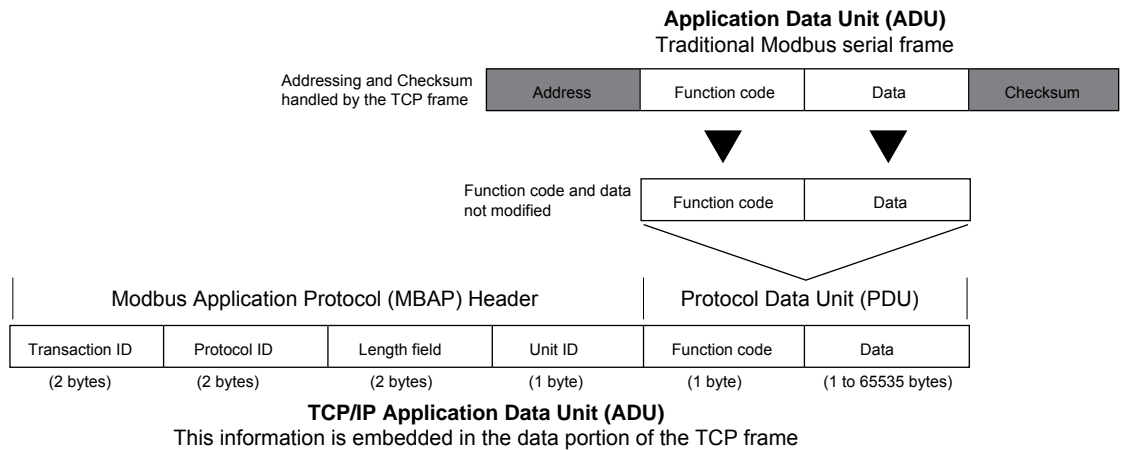 Application Data Unit (ADU)
Traditional Modbus serial frame
Addressing and Checksum
handled by the TCP frame
Address
Function code
Data
Checksum
Function code and data
not modified
Function code
Data
Modbus Application Protocol (MBAP) Header
Protocol Data Unit (PDU)
Transaction ID
Protocol ID
Length field
Unit ID
Function code
Data
(2 bytes)
(2 bytes)
(2 bytes)
(1 byte)
(1 byte)
(1 to 65535 bytes)
TCP/IP Application Data Unit (ADU)
This information is embedded in the data portion of the TCP frame